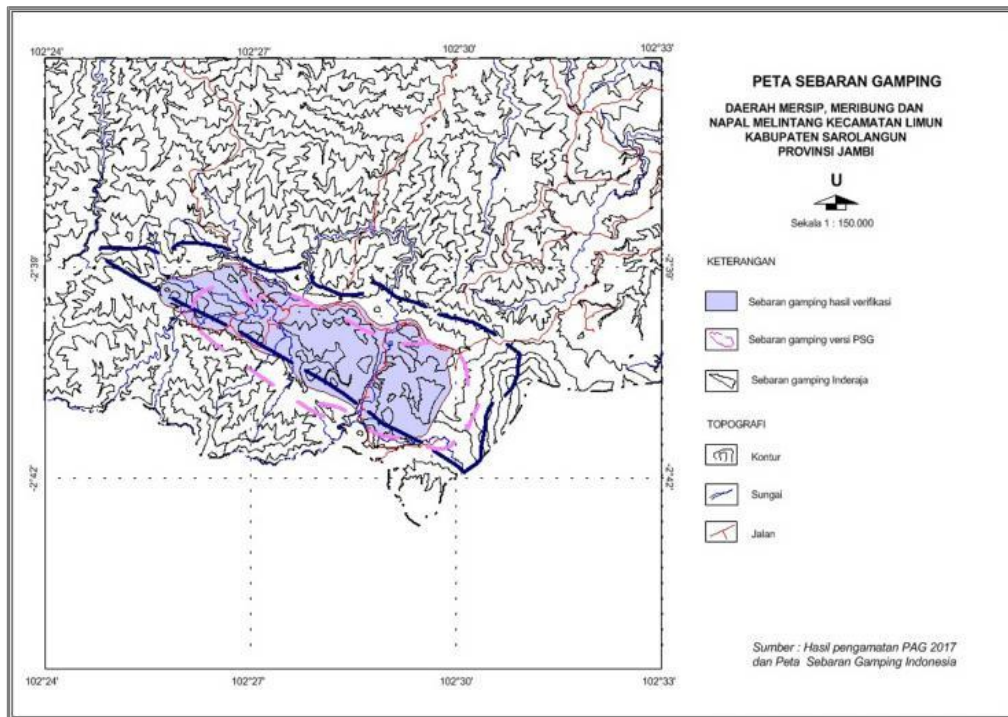 102°24'
102°27'
102°30'
102°33'
-2°39'
-2°39'
-2°42'
-2°42'
102°24'
102°27'
102°30'
102°33'
PETA SEBARAN GAMPING
DAERAH MERSIP, MERIBUNG DAN
NAPAL MELINTANG KECAMATAN LIMUN
KABUPATEN SAROLANGUN
PROVINSI JAMBI
U
Sekala 1 : 150.000
KETERANGAN
Sebaran gamping hasil verifikasi
Sebaran gamping versi PSG
Sebaran gamping Inderaja
TOPOGRAFI
Kontur
Sungai
Jalan
Sumber : Hasil pengamatan PAG 2017
dan Peta Sebaran Gamping Indonesia